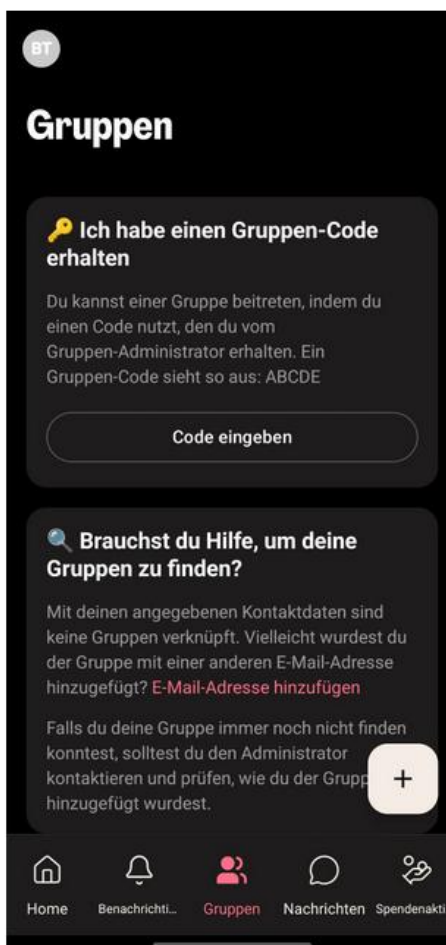 BT
Gruppen
🔑 Ich habe einen Gruppen-Code
erhalten
Du kannst einer Gruppe beitreten, indem du
einen Code nutzt, den du vom
Gruppen-Administrator erhalten. Ein
Gruppen-Code sieht so aus: ABCDE
Code eingeben
🔍 Brauchst du Hilfe, um deine
Gruppen zu finden?
Mit deinen angegebenen Kontaktdaten sind
keine Gruppen verknüpft. Vielleicht wurdest du
der Gruppe mit einer anderen E-Mail-Adresse
hinzugefügt? E-Mail-Adresse hinzufügen
Falls du deine Gruppe immer noch nicht finden
konntest, solltest du den Administrator
kontaktieren und prüfen, wie du der Grupp
hinzugefügt wurdest.
+
Home Benachrichti... Gruppen Nachrichten Spendenakti